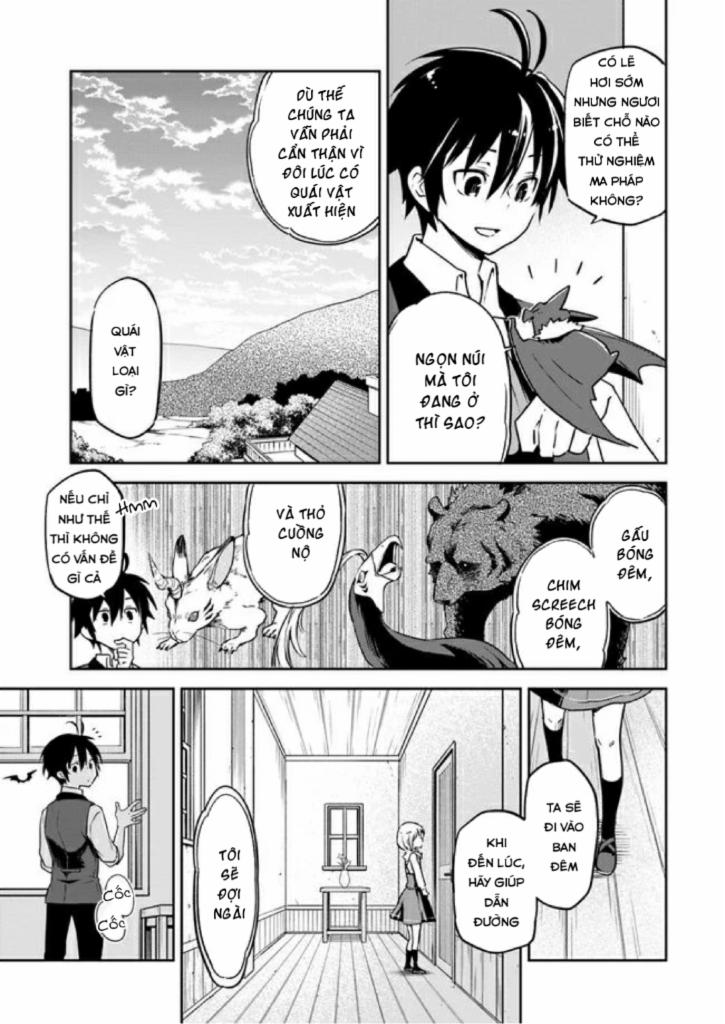 CÓ LẼ
HƠI SỚM
NHƯNG NGƯƠI
BIẾT CHỖ NÀO
CÓ THỂ
THỬ NGHIỆM
MA PHÁP
KHÔNG?
NGỌN NÚI
MÀ TÔI
ĐANG Ở
THÌ SAO?
DÙ THẾ
CHÚNG TA
VẪN PHẢI
CẨN THẬN VÌ
ĐÔI LÚC CÓ
QUÁI VẬT
XUẤT HIỆN
QUÁI
VẬT
LOẠI
GÌ?
GẤU
BÓNG
ĐÊM,
CHIM
SCREECH
BÓNG
ĐÊM,
VÀ THỎ
CUỒNG
NỘ
HMM
NẾU CHỈ
NHƯ THẾ
THÌ KHÔNG
CÓ VẤN ĐỀ
GÌ CẢ
TA SẼ
ĐI VÀO
BAN
ĐÊM
KHI
ĐẾN LÚC,
HÃY GIÚP
DẪN
ĐƯỜNG
TÔI
SẼ
ĐỢI
NGÀI
CỐC
CỐC